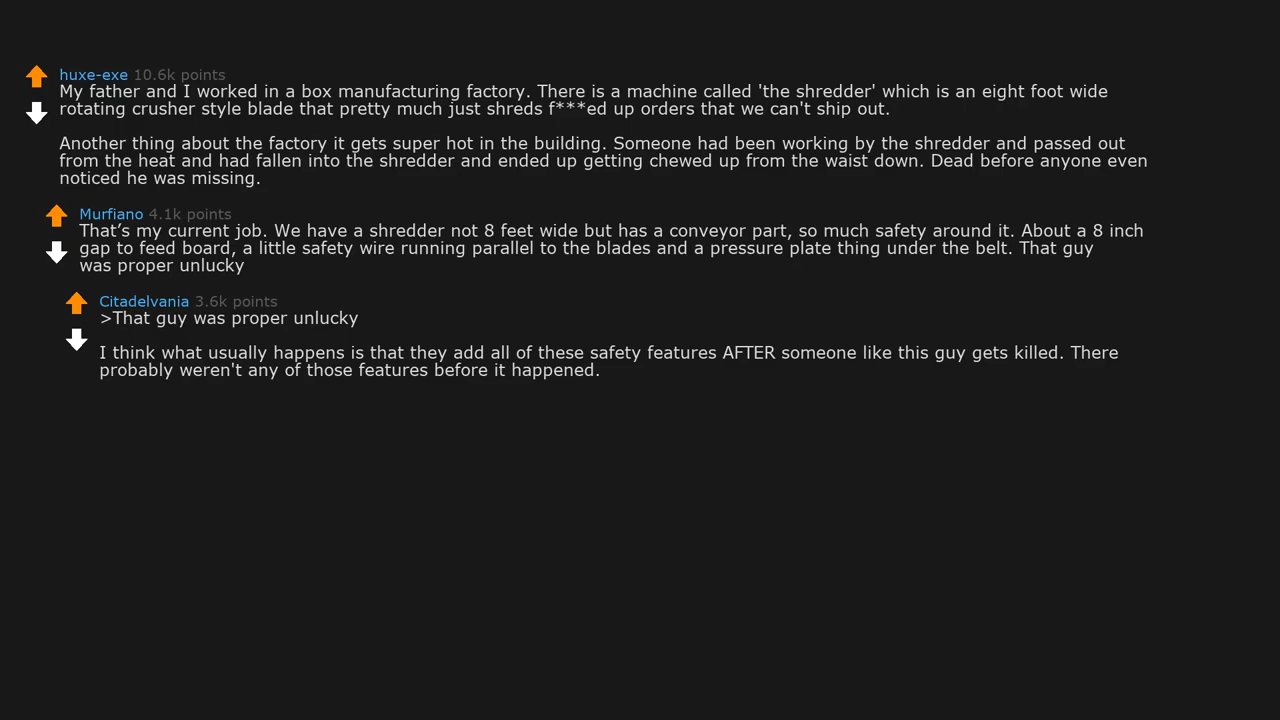 huxe-exe 10.6k points
My father and I worked in a box manufacturing factory. There is a machine called 'the shredder' which is an eight foot wide
rotating crusher style blade that pretty much just shreds f***ed up orders that we can't ship out.
Another thing about the factory it gets super hot in the building. Someone had been working by the shredder and passed out
from the heat and had fallen into the shredder and ended up getting chewed up from the waist down. Dead before anyone even
noticed he was missing.
Murfiano 4.1k points
That’s my current job. We have a shredder not 8 feet wide but has a conveyor part, so much safety around it. About a 8 inch
gap to feed board, a little safety wire running parallel to the blades and a pressure plate thing under the belt. That guy
was proper unlucky
Citadelvania 3.6k points
>That guy was proper unlucky
I think what usually happens is that they add all of these safety features AFTER someone like this guy gets killed. There
probably weren't any of those features before it happened.